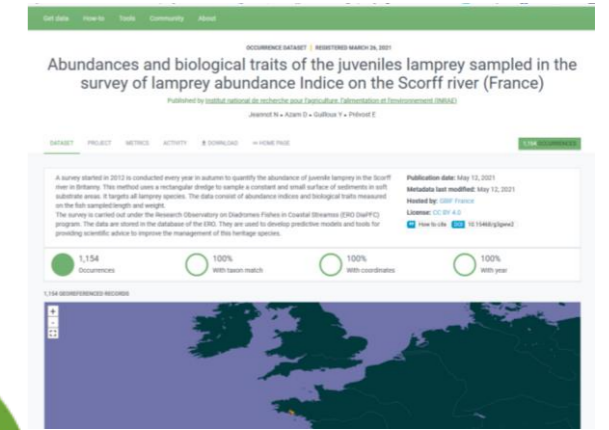 Get data How-to Tools Community About
OCCURRENCE DATASET | REGISTERED MARCH 26, 2021
Abundances and biological traits of the juveniles lamprey sampled in the
survey of lamprey abundance Indice on the Scorff river (France)
Published by Institut national de recherche pour l'agriculture, l'alimentation et l'environnement (INRAE)
Jeannot N • Azam D • Guilloux Y • Prévost E
DATASET PROJECT METRICS ACTIVITY DOWNLOAD HOME PAGE 1,154 OCCURRENCES
A survey started in 2012 is conducted every year in autumn to quantify the abundance of juvenile lamprey in the Scorff
river in Britanny. This method uses a rectangular dredge to sample a constant and small surface of sediments in soft
substrate areas. It targets all lamprey species. The data consist of abundance indices and biological traits measured
on the fish sampled:length and weight.
The survey is carried out under the Research Observatory on Diadromes Fishes in Coastal Streamss (ERO DiaPFC)
program. The data are stored in the database of the ERO. They are used to develop predictive models and tools for
providing scientific advice to improve the management of this heritage species.
Publication date: May 12, 2021
Metadata last modified: May 12, 2021
Hosted by: GBIF France
License: CC BY 4.0
How to cite DOI
1,154
Occurrences
100%
With taxon match
100%
With coordinates
100%
With year
1,154 GEOREFERENCED RECORDS
+
-